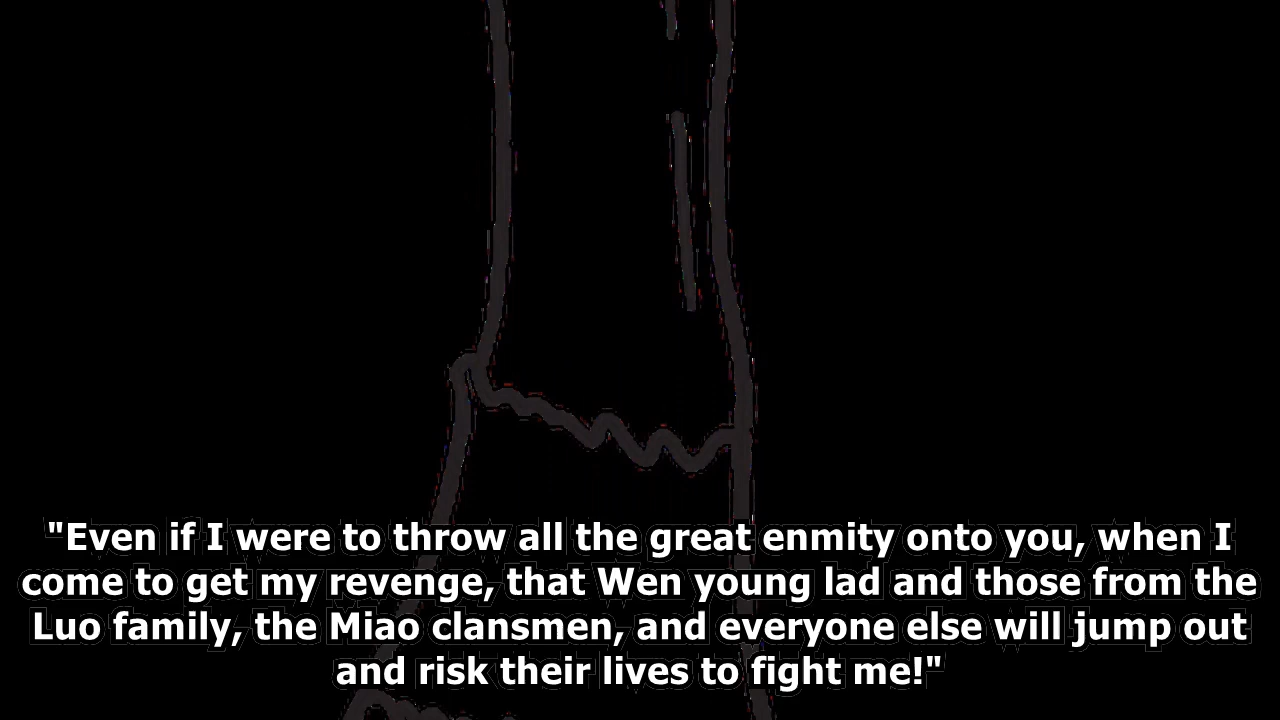 "Even if I were to throw all the great enmity onto you, when I
come to get my revenge, that Wen young lad and those from the
Luo family, the Miao clansmen, and everyone else will jump out
and risk their lives to fight me!"